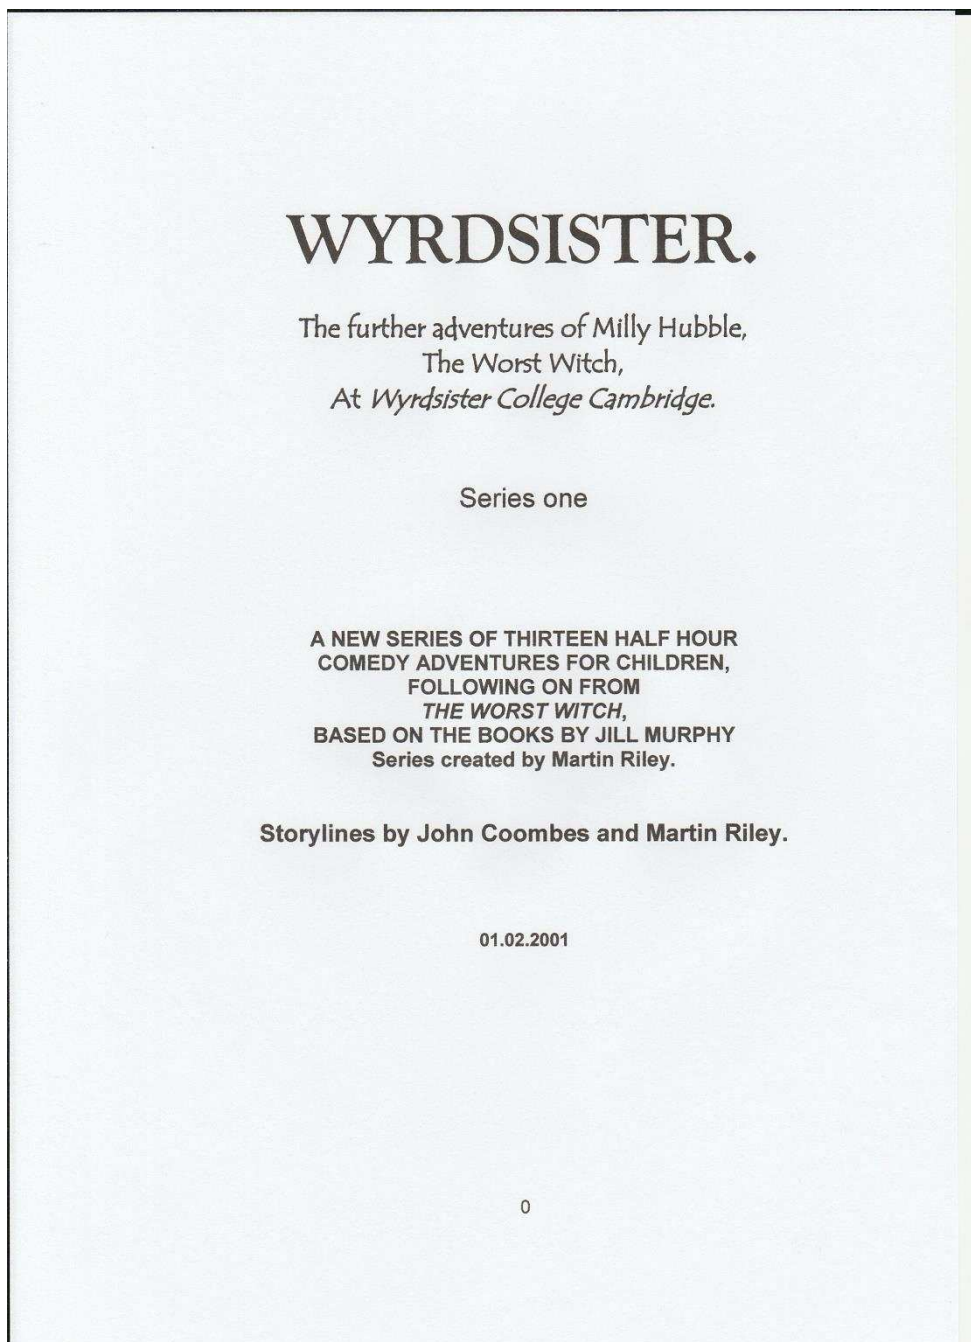 WYRDSISTER.
The further adventures of Milly Hubble,
The Worst Witch,
At Wyrdsister College Cambridge.
Series one
A NEW SERIES OF THIRTEEN HALF HOUR
COMEDY ADVENTURES FOR CHILDREN,
FOLLOWING ON FROM
THE WORST WITCH,
BASED ON THE BOOKS BY JILL MURPHY
Series created by Martin Riley.
Storylines by John Coombes and Martin Riley.
01.02.2001
0